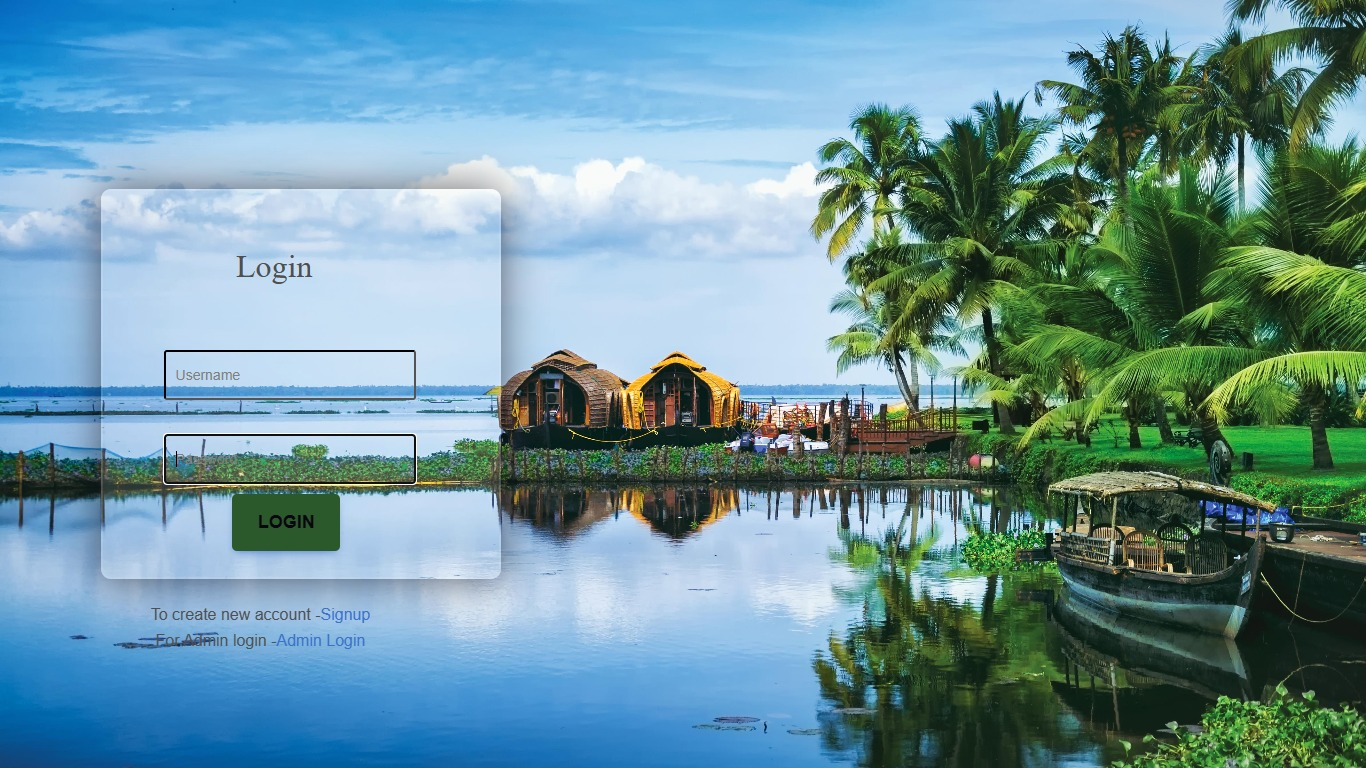 Login
Username
LOGIN
To create new account -Signup
For Admin login -Admin Login